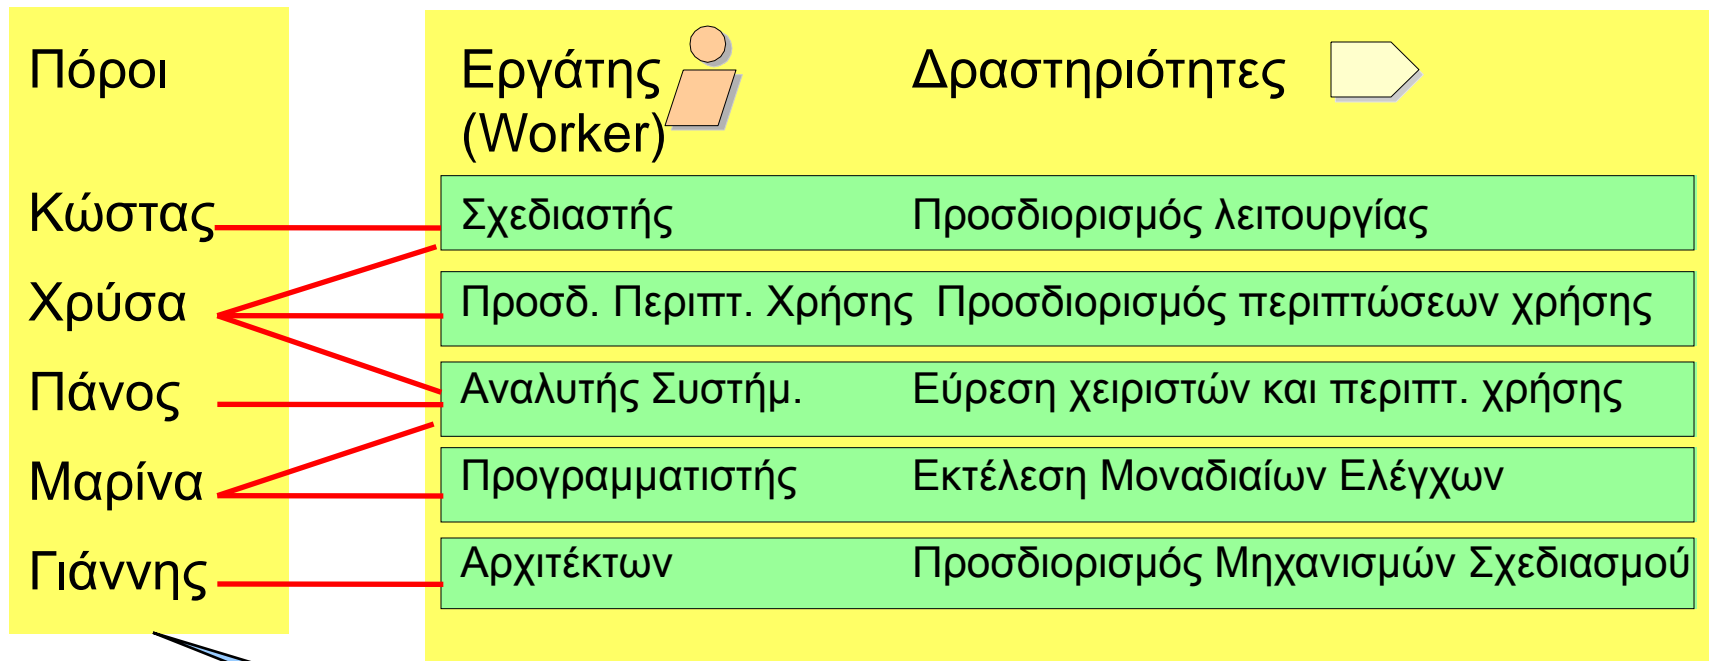 Πόροι
Εργάτης
(Worker)
Δραστηριότητες
Κώστας
Σχεδιαστής
Προσδιορισμός λειτουργίας
Χρύσα
Προσδ. Περιπτ. Χρήσης
Προσδιορισμός περιπτώσεων χρήσης
Πάνος
Αναλυτής Συστήμ.
Εύρεση χειριστών και περιπτ. χρήσης
Μαρίνα
Προγραμματιστής
Εκτέλεση Μοναδιαίων Ελέγχων
Γιάννης
Αρχιτέκτων
Προσδιορισμός Μηχανισμών Σχεδιασμού